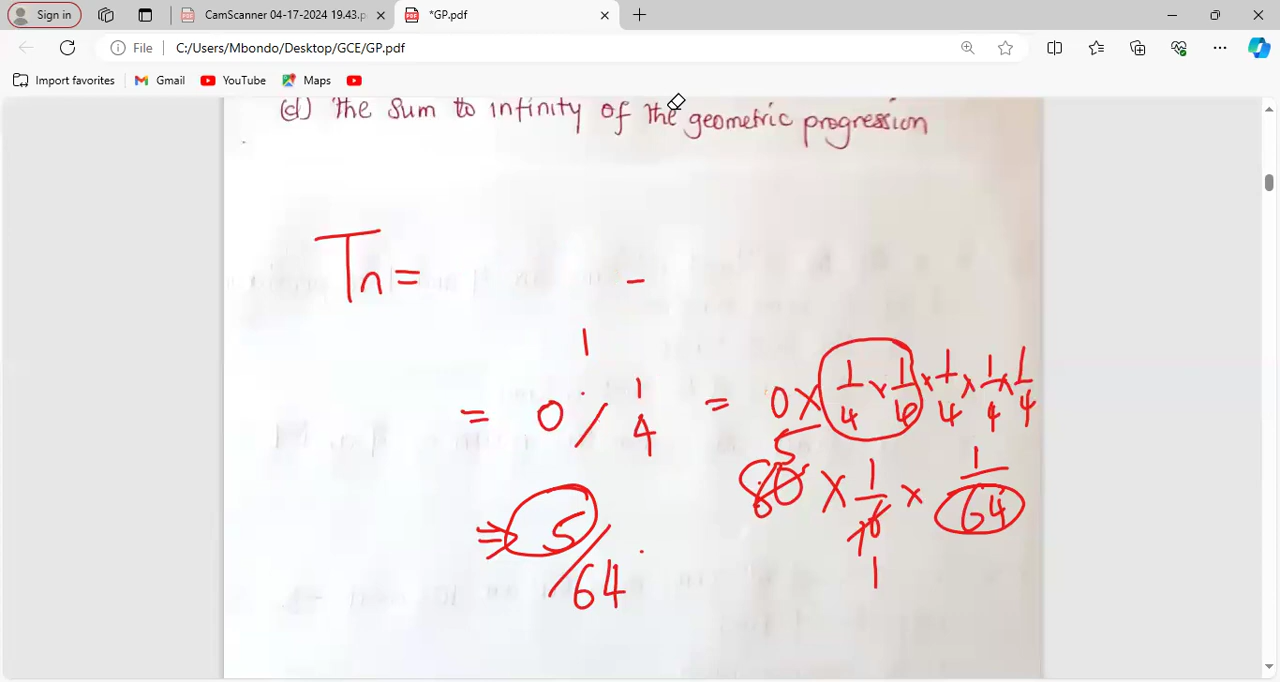 Sign in
CamScanner 04-17-2024 19.43.p
*GP.pdf
File C:/Users/Mbondo/Desktop/GCE/GP.pdf
Import favorites Gmail YouTube Maps
(d) The sum to infinity of the geometric progression
Tn= -
= 0/ 1/4 = 0 × 1/4 × 1/4 × 1/4 × 1/4 × 1/4
5
80 × 1/16 × 1/64
1
⇒ 5/64